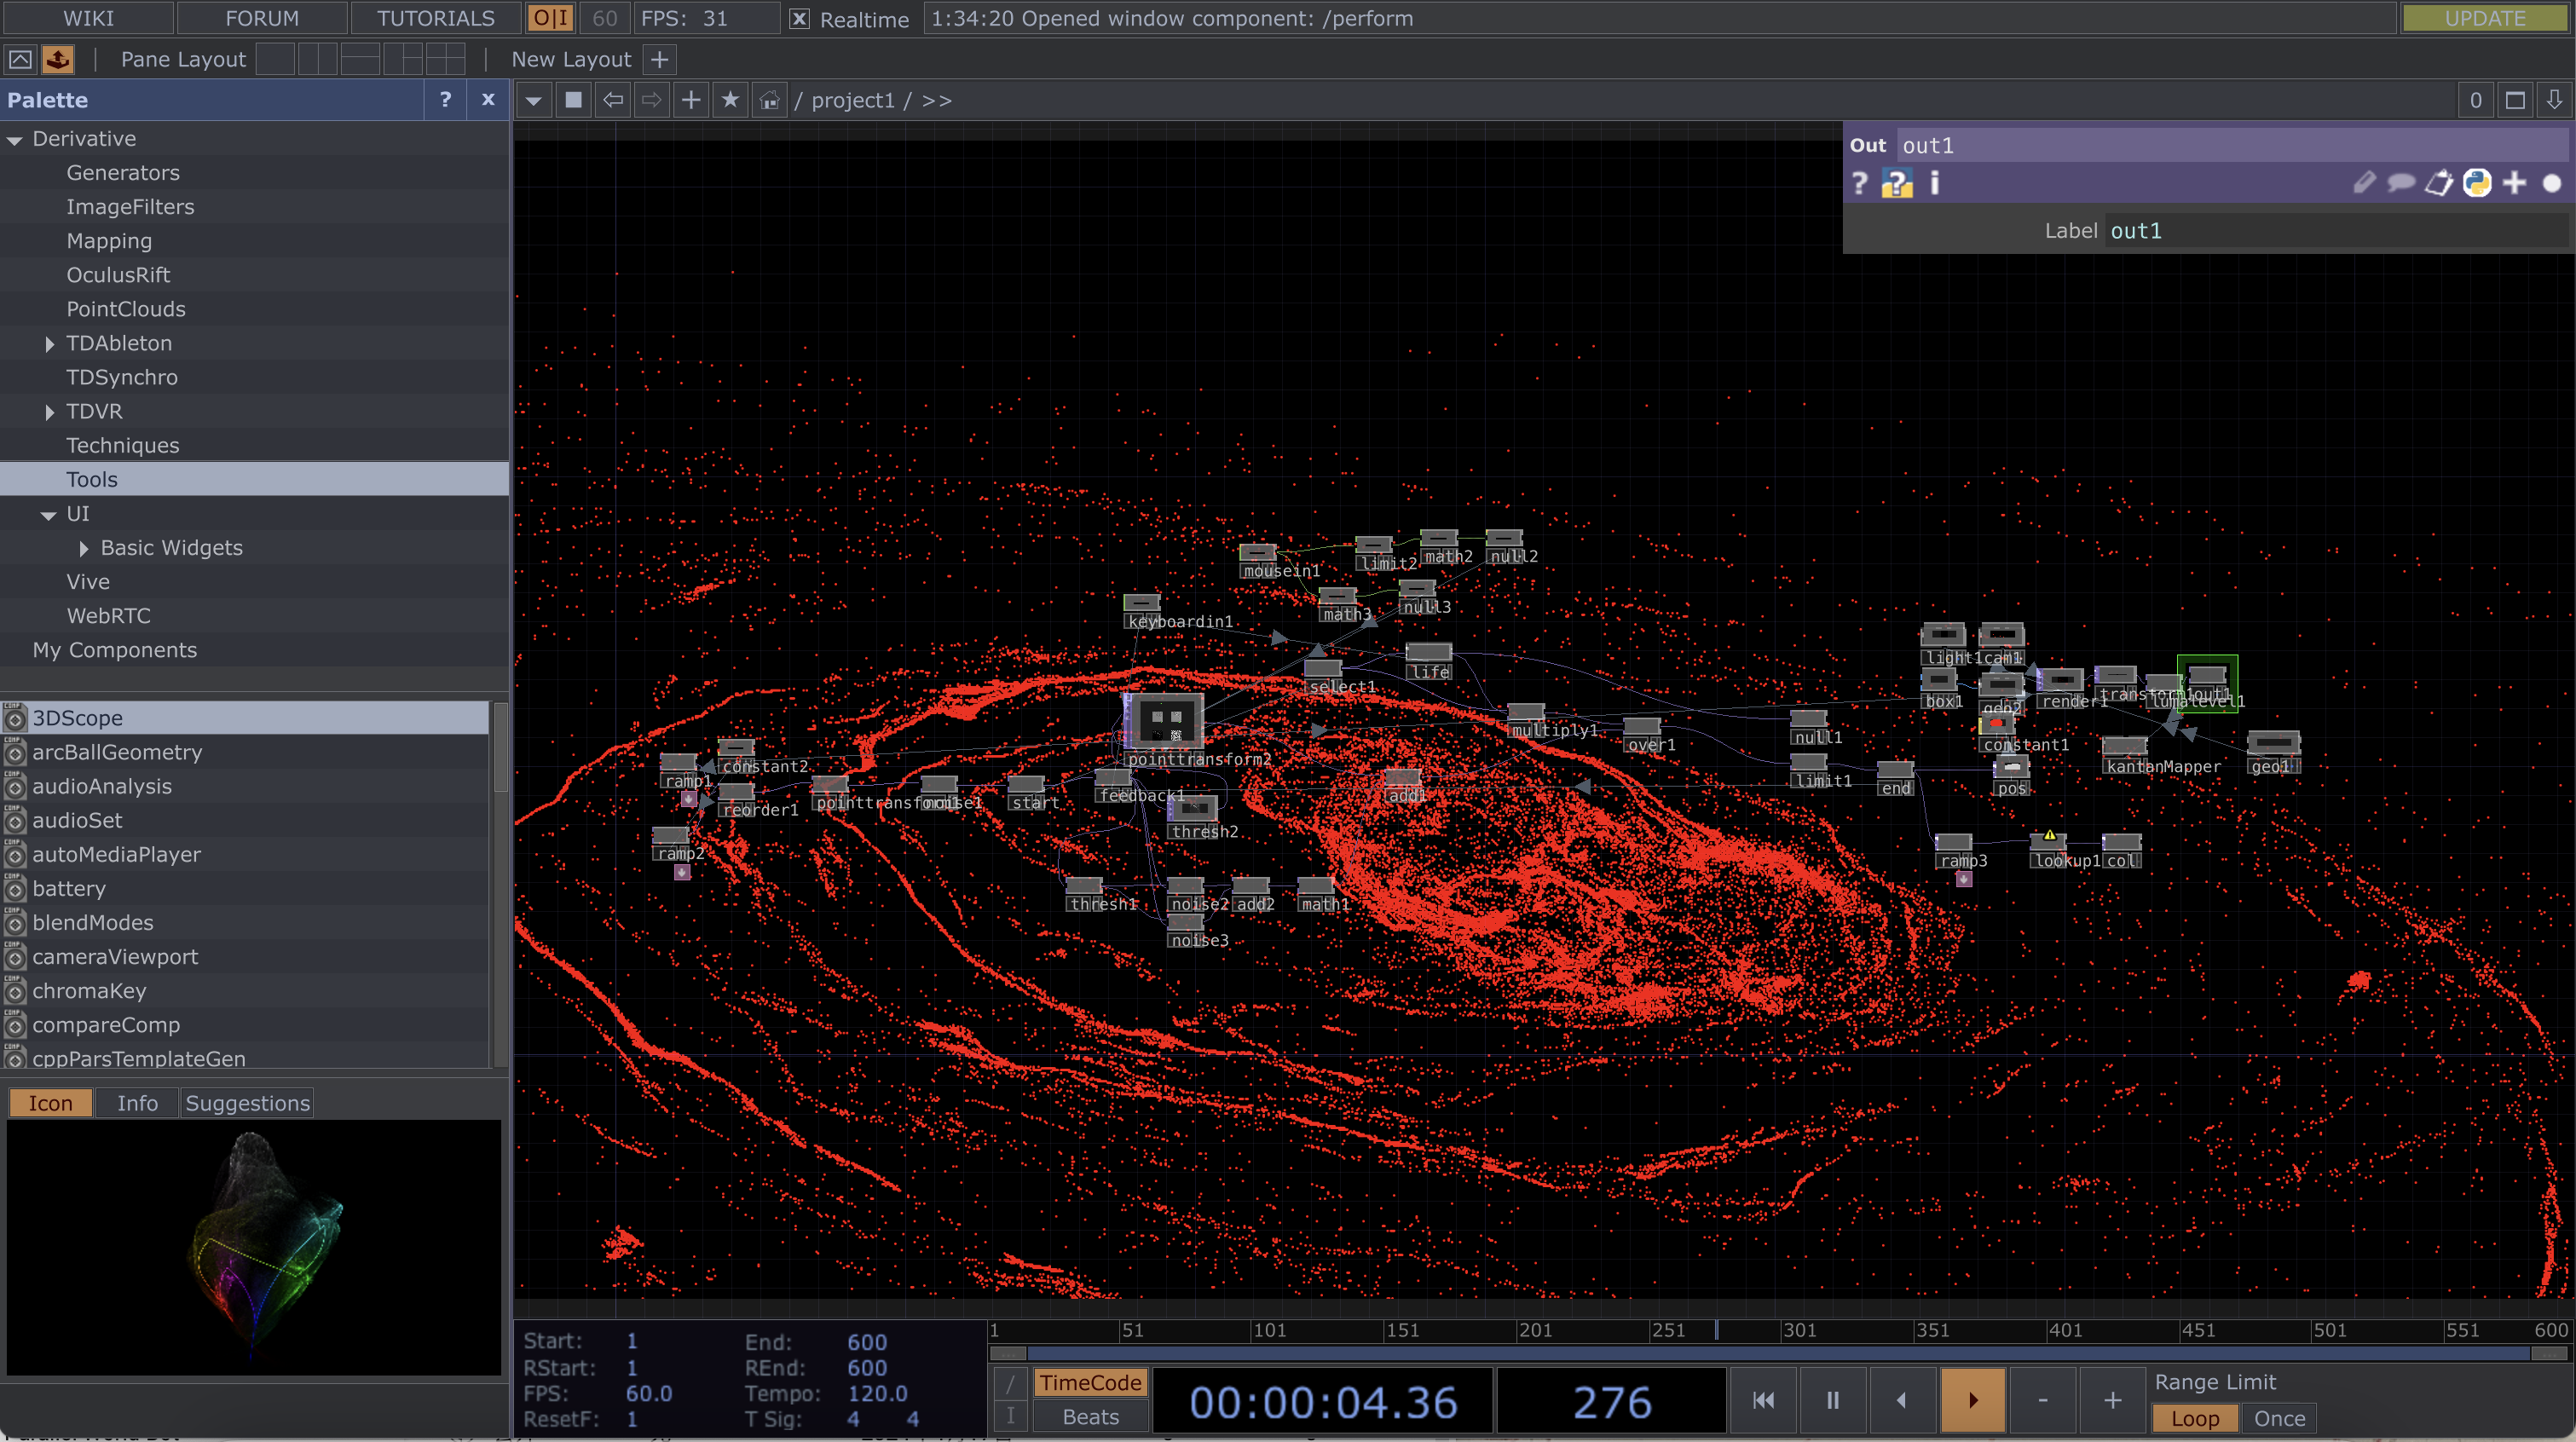 WIKI FORUM TUTORIALS O|I 60 FPS: 31 X Realtime 1:34:20 Opened window component: /perform UPDATE
Pane Layout New Layout +
Palette ? x / project1 / >> 0
Derivative
Generators
ImageFilters
Mapping
OculusRift
PointClouds
TDAbleton
TDSynchro
TDVR
Techniques
Tools
UI
Basic Widgets
Vive
WebRTC
My Components
3DScope
arcBallGeometry
audioAnalysis
audioSet
autoMediaPlayer
battery
blendModes
cameraViewport
chromaKey
compareComp
cppParsTemplateGen
Icon Info Suggestions
Out out1
? ? i
Label out1
mousein1 limit2 math2 null2
keyboardin1 math3 null3
select1 life
light1 cam1
box1 geo2 render1 transform1 out1 lumalevel1
pointtransform2 multiply1 over1 null1 constant1 kantanMapper geo1
ramp1 constant2
reorder1 pointtransform1 noise1 start feedback1 add1 limit1 end pos
thresh2
ramp2
ramp3 lookup1 col
thresh1 noise2 add2 math1
noise3
1 51 101 151 201 251 301 351 401 451 501 551 600
Start: 1 End: 600
RStart: 1 REnd: 600
FPS: 60.0 Tempo: 120.0
ResetF: 1 T Sig: 4 4
/ TimeCode 00:00:04.36 276 - + Range Limit
I Beats Loop Once